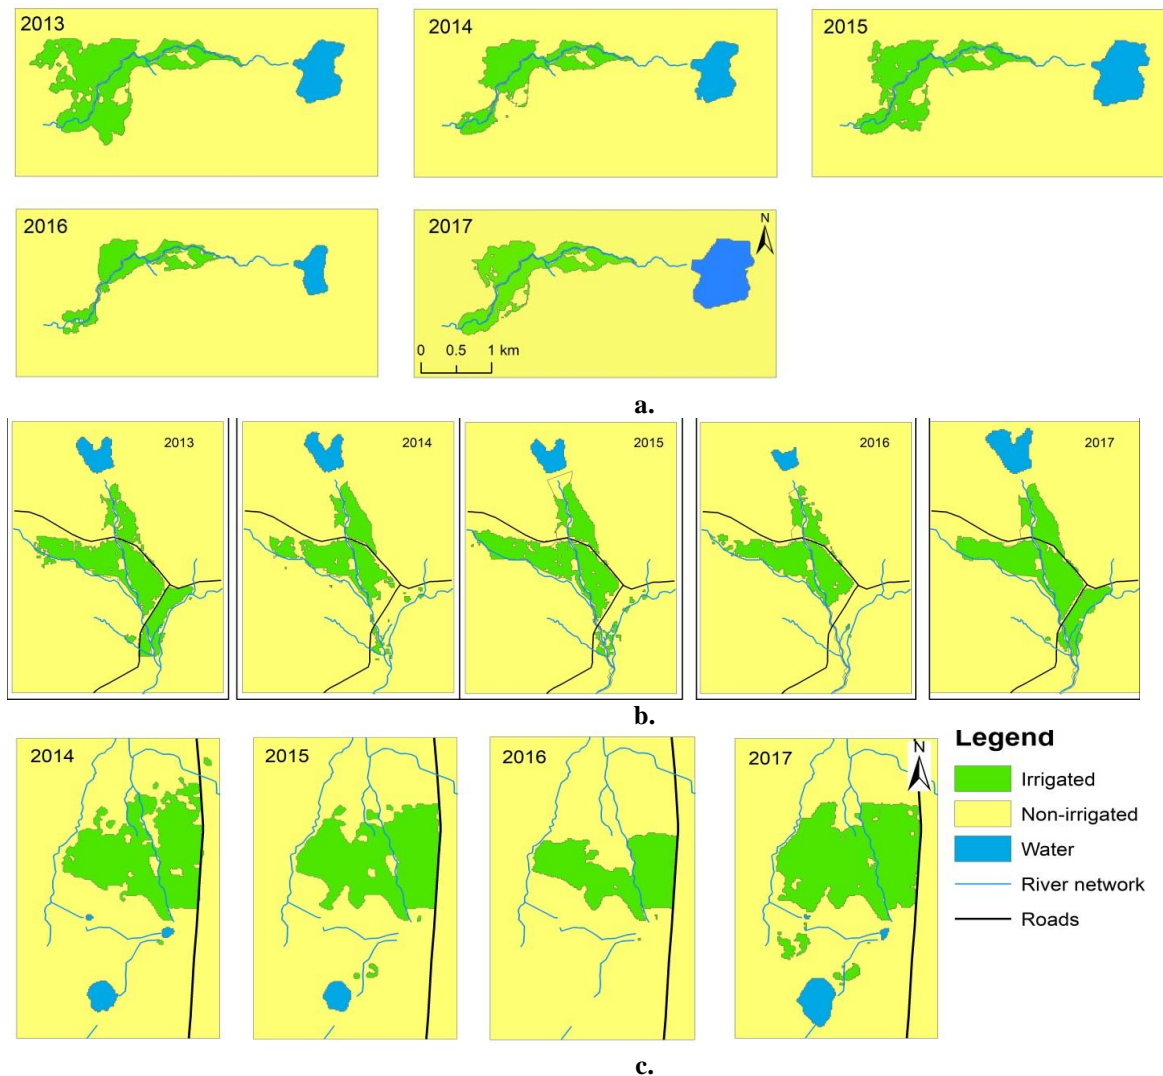 2013
2014
2015
2016
2017
N
0 0.5 1 km
a.
2013
2014
2015
2016
2017
b.
2014
2015
2016
2017
N
Legend
Irrigated
Non-irrigated
Water
River network
Roads
c.